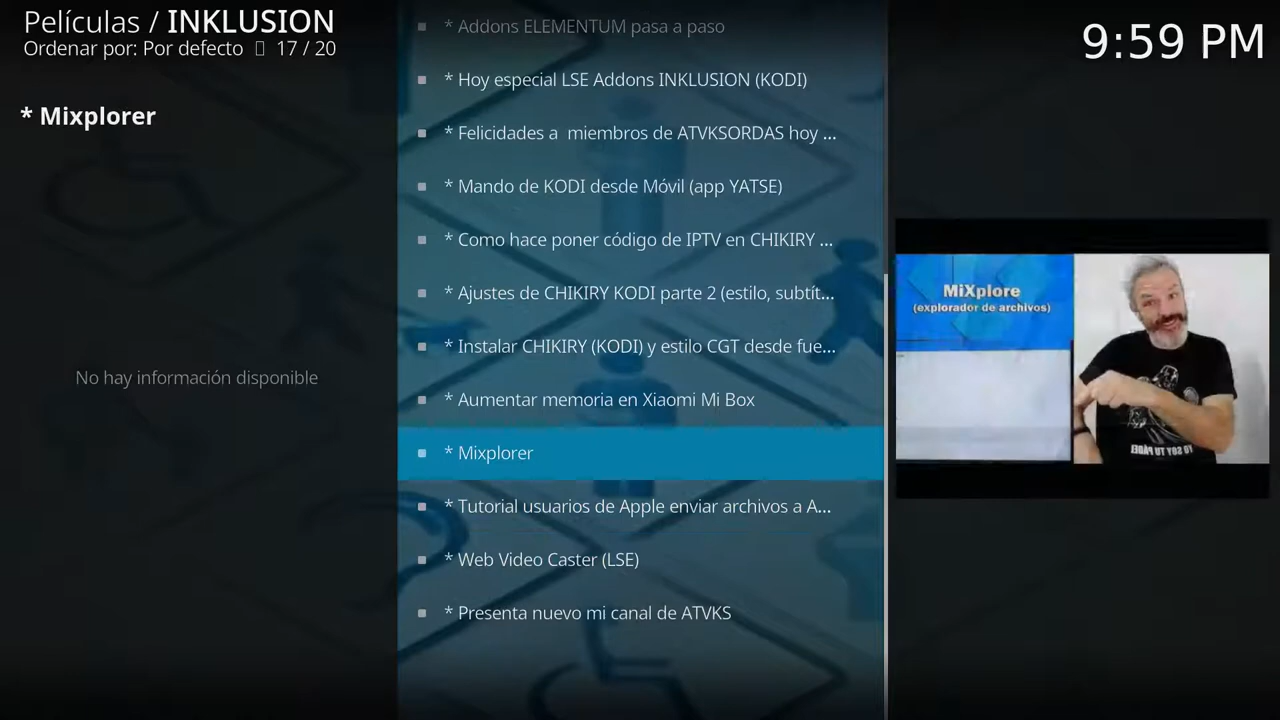 Películas / INKLUSION
Ordenar por: Por defecto 17 / 20
9:59 PM
* Mixplorer
No hay información disponible
* Addons ELEMENTUM pasa a paso
* Hoy especial LSE Addons INKLUSION (KODI)
* Felicidades a miembros de ATVKSORDAS hoy ...
* Mando de KODI desde Móvil (app YATSE)
* Como hace poner código de IPTV en CHIKIRY ...
* Ajustes de CHIKIRY KODI parte 2 (estilo, subtít...
* Instalar CHIKIRY (KODI) y estilo CGT desde fue...
* Aumentar memoria en Xiaomi Mi Box
* Mixplorer
* Tutorial usuarios de Apple enviar archivos a A...
* Web Video Caster (LSE)
* Presenta nuevo mi canal de ATVKS
MiXplore
(explorador de archivos)
YO SOY TU PADRE